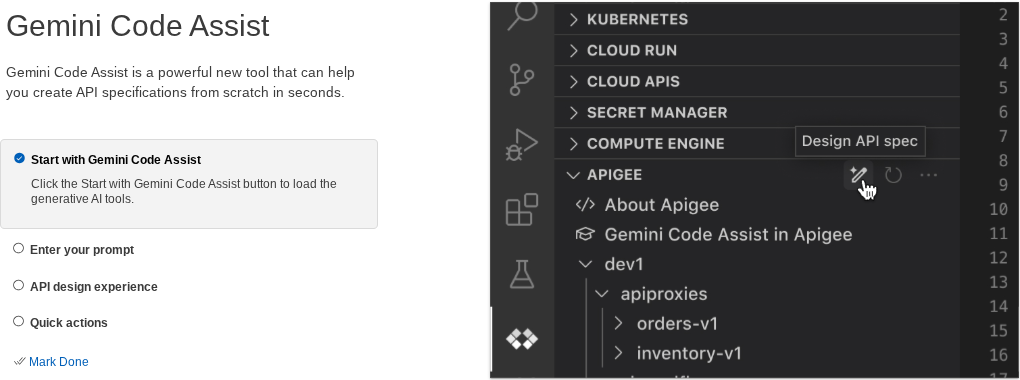 Gemini Code Assist
Gemini Code Assist is a powerful new tool that can help
you create API specifications from scratch in seconds.
Start with Gemini Code Assist
Click the Start with Gemini Code Assist button to load the
generative AI tools.
Enter your prompt
API design experience
Quick actions
Mark Done
KUBERNETES
CLOUD RUN
CLOUD APIS
SECRET MANAGER
COMPUTE ENGINE
Design API spec
APIGEE
About Apigee
Gemini Code Assist in Apigee
dev1
apiproxies
orders-v1
inventory-v1
2
3
4
5
6
7
8
9
10
11
12
13
14
15
16
17